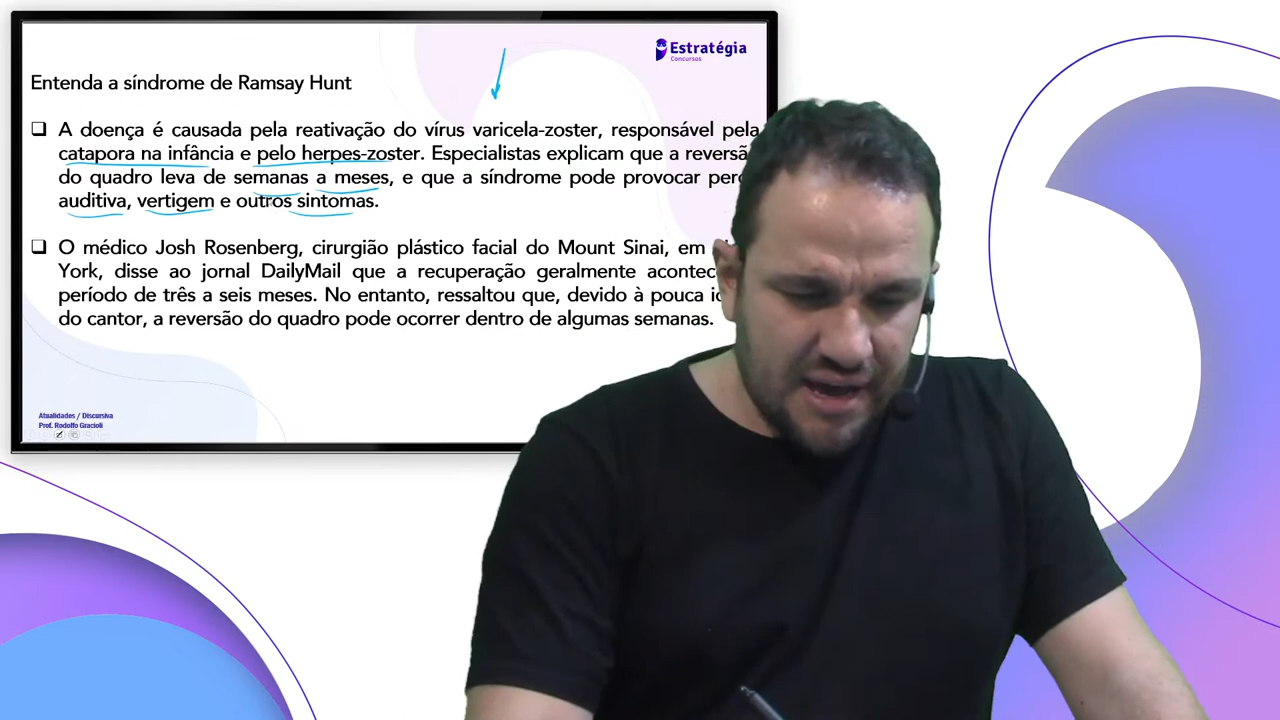 Estratégia
Concursos
Entenda a síndrome de Ramsay Hunt
❑ A doença é causada pela reativação do vírus varicela-zoster, responsável pela
catapora na infância e pelo herpes-zoster. Especialistas explicam que a
do quadro leva de semanas a meses, e que a síndrome pode provocar
auditiva, vertigem e outros sintomas.
❑ O médico Josh Rosenberg, cirurgião plástico facial do Mount Sinai, em
York, disse ao jornal DailyMail que a recuperação geralmente
período de três a seis meses. No entanto, ressaltou que, devido à pouca
do cantor, a reversão do quadro pode ocorrer dentro de algumas semanas.
Atualidades / Discursiva
Prof. Rodolfo Gracioli